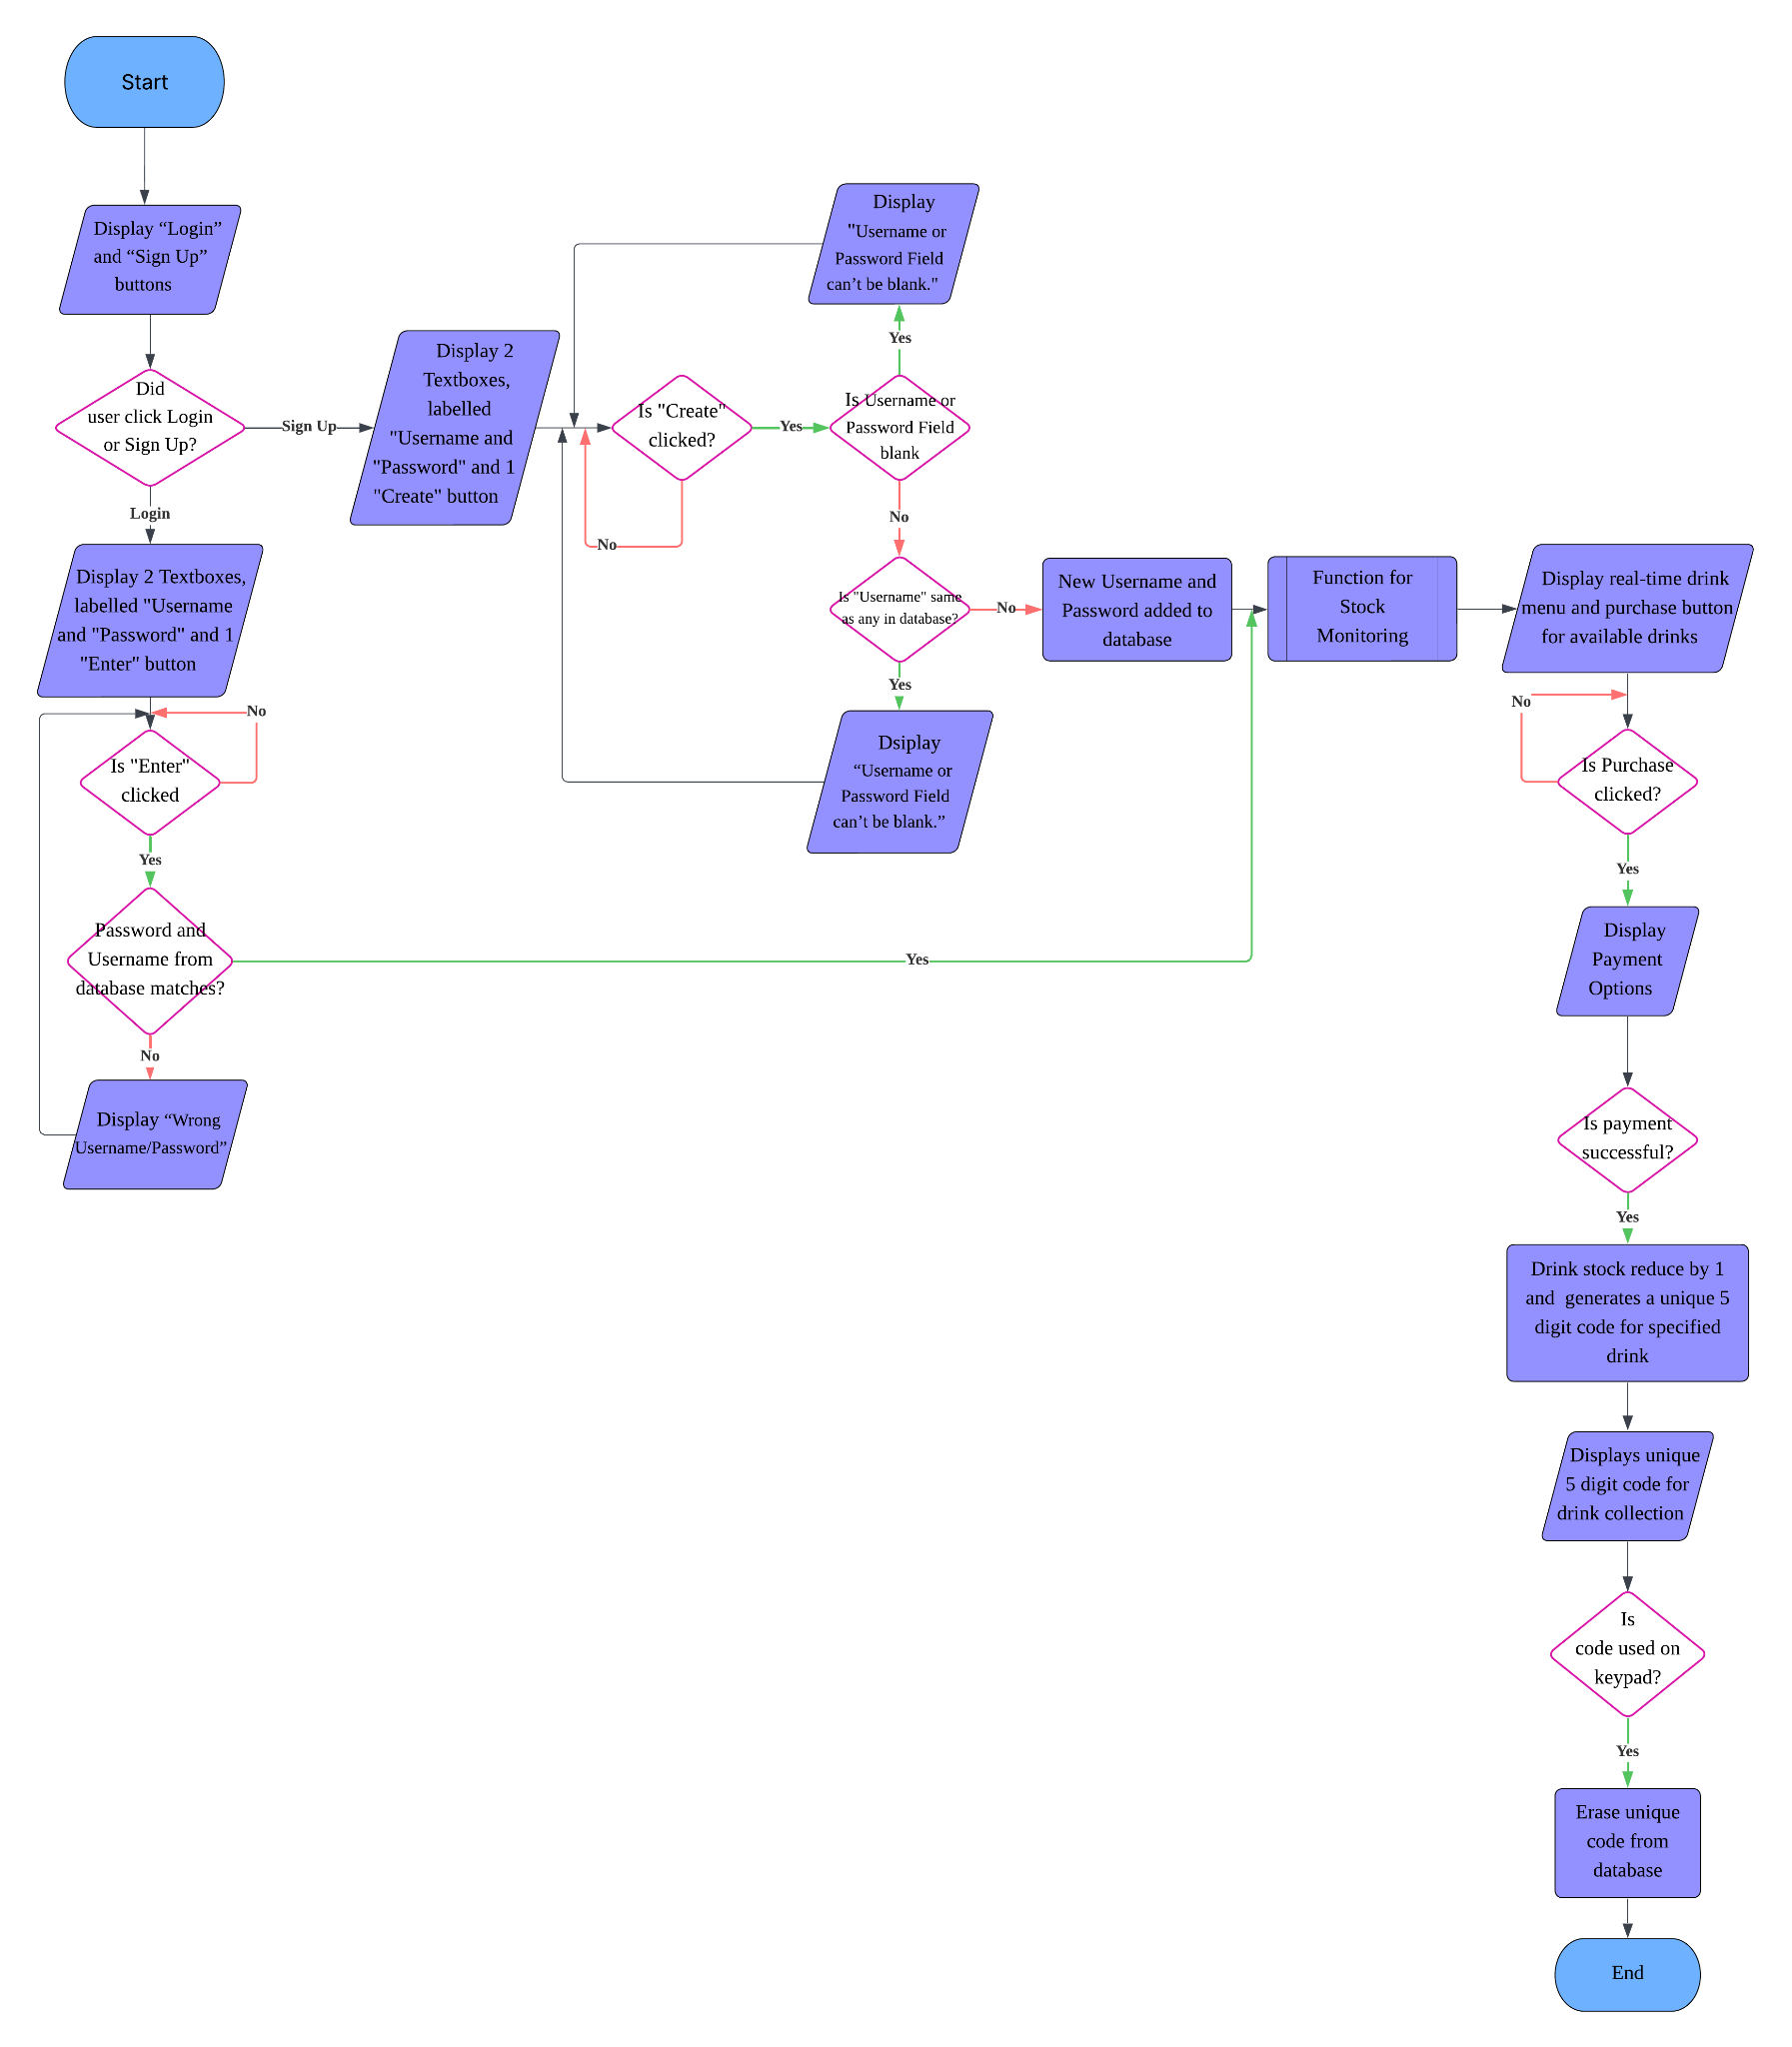 Start
Display “Login”
and “Sign Up”
buttons
Did
user click Login
or Sign Up?
Sign Up
Login
Display 2 Textboxes,
labelled "Username
and "Password" and 1
"Enter" button
No
Is "Enter"
clicked
Yes
Password and
Username from
database matches?
Yes
No
Display “Wrong
Username/Password”
Display 2
Textboxes,
labelled
"Username and
"Password" and 1
"Create" button
Is "Create"
clicked?
No
Yes
Is Username or
Password Field
blank
Yes
Display
"Username or
Password Field
can’t be blank."
No
Is "Username" same
as any in database?
Yes
Dsiplay
“Username or
Password Field
can’t be blank.”
No
New Username and
Password added to
database
Function for
Stock
Monitoring
Display real-time drink
menu and purchase button
for available drinks
No
Is Purchase
clicked?
Yes
Display
Payment
Options
Is payment
successful?
Yes
Drink stock reduce by 1
and generates a unique 5
digit code for specified
drink
Displays unique
5 digit code for
drink collection
Is
code used on
keypad?
Yes
Erase unique
code from
database
End